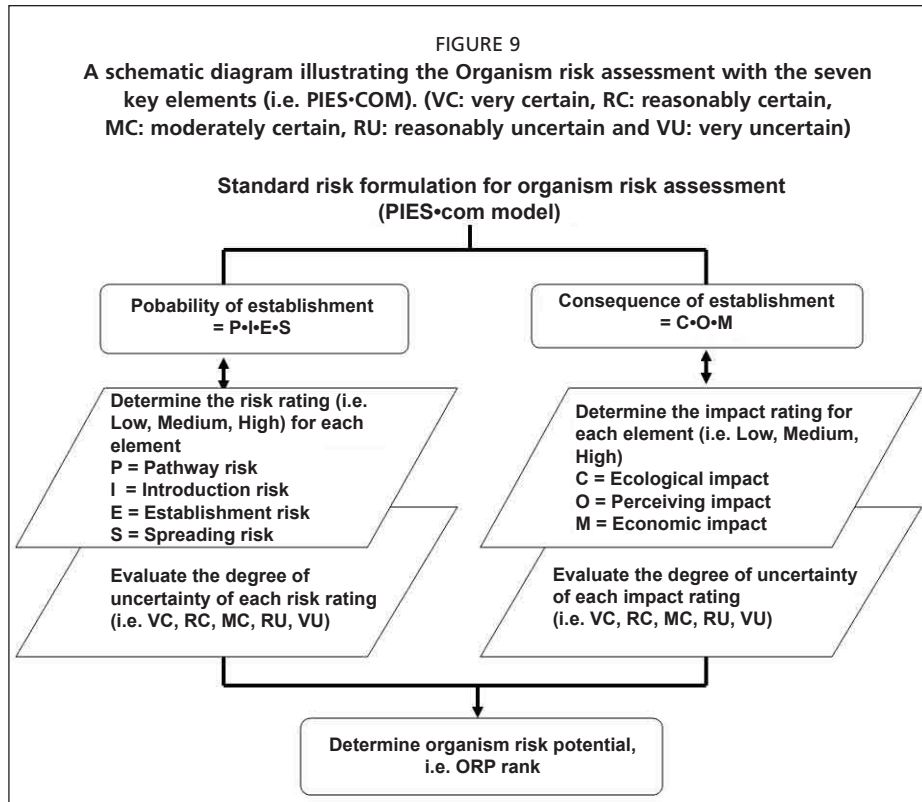 FIGURE 9
A schematic diagram illustrating the Organism risk assessment with the seven
key elements (i.e. PIES•COM). (VC: very certain, RC: reasonably certain,
MC: moderately certain, RU: reasonably uncertain and VU: very uncertain)
Standard risk formulation for organism risk assessment
(PIES•com model)
Pobability of establishment
= P•I•E•S
Consequence of establishment
= C•O•M
Determine the risk rating (i.e.
Low, Medium, High) for each
element
P = Pathway risk
I = Introduction risk
E = Establishment risk
S = Spreading risk
Determine the impact rating for
each element (i.e. Low, Medium,
High)
C = Ecological impact
O = Perceiving impact
M = Economic impact
Evaluate the degree of
uncertainty of each risk rating
(i.e. VC, RC, MC, RU, VU)
Evaluate the degree of uncertainty
of each impact rating
(i.e. VC, RC, MC, RU, VU)
Determine organism risk potential,
i.e. ORP rank